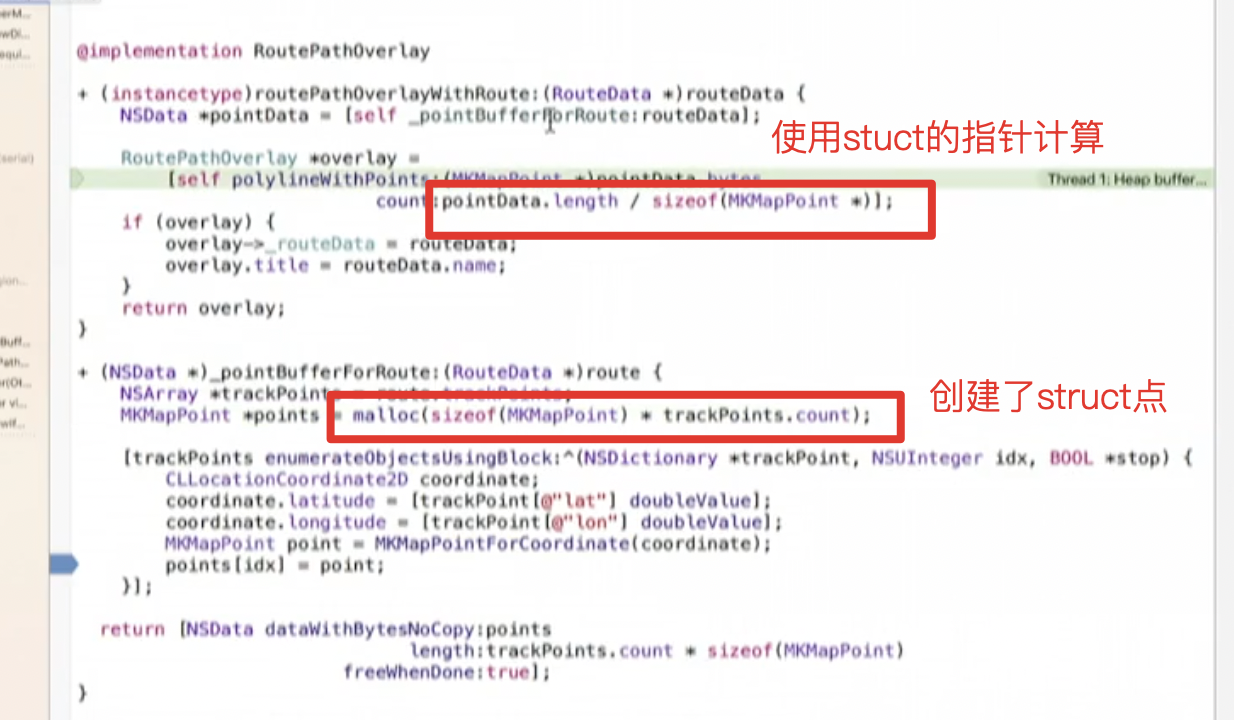 @implementation RoutePathOverlay
+ (instancetype)routePathOverlayWithRoute:(RouteData *)routeData {
NSData *pointData = [self _pointBufferForRoute:routeData];
使用stuct的指针计算
RoutePathOverlay *overlay =
[self polylineWithPoints:(MKMapPoint *)pointData.bytes
Thread 1: Heap buffer...
count:pointData.length / sizeof(MKMapPoint *)];
if (overlay) {
overlay->_routeData = routeData;
overlay.title = routeData.name;
}
return overlay;
}
+ (NSData *)_pointBufferForRoute:(RouteData *)route {
NSArray *trackPoints = route.trackPoints;
创建了struct点
MKMapPoint *points = malloc(sizeof(MKMapPoint) * trackPoints.count);
[trackPoints enumerateObjectsUsingBlock:^(NSDictionary *trackPoint, NSUInteger idx, BOOL *stop) {
CLLocationCoordinate2D coordinate;
coordinate.latitude = [trackPoint[@"lat"] doubleValue];
coordinate.longitude = [trackPoint[@"lon"] doubleValue];
MKMapPoint point = MKMapPointForCoordinate(coordinate);
points[idx] = point;
}];
return [NSData dataWithBytesNoCopy:points
length:trackPoints.count * sizeof(MKMapPoint)
freeWhenDone:true];
}